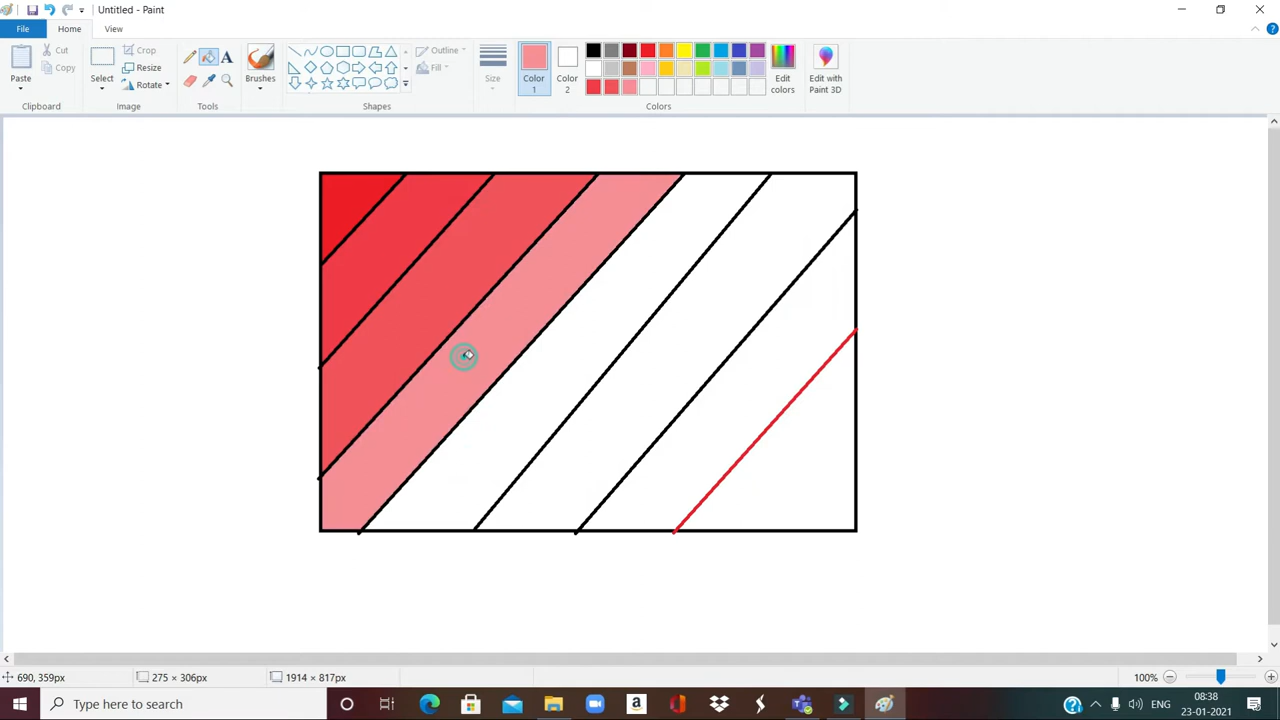 Untitled - Paint
File Home View
Paste
Cut
Copy
Clipboard
Select
Crop
Resize
Rotate
Image
Tools
Brushes
Outline
Fill
Shapes
Size
Color 1
Color 2
Edit colors
Colors
Edit with Paint 3D
690, 359px
275 × 306px
1914 × 817px
100%
Type here to search
ENG
08:38
23-01-2021